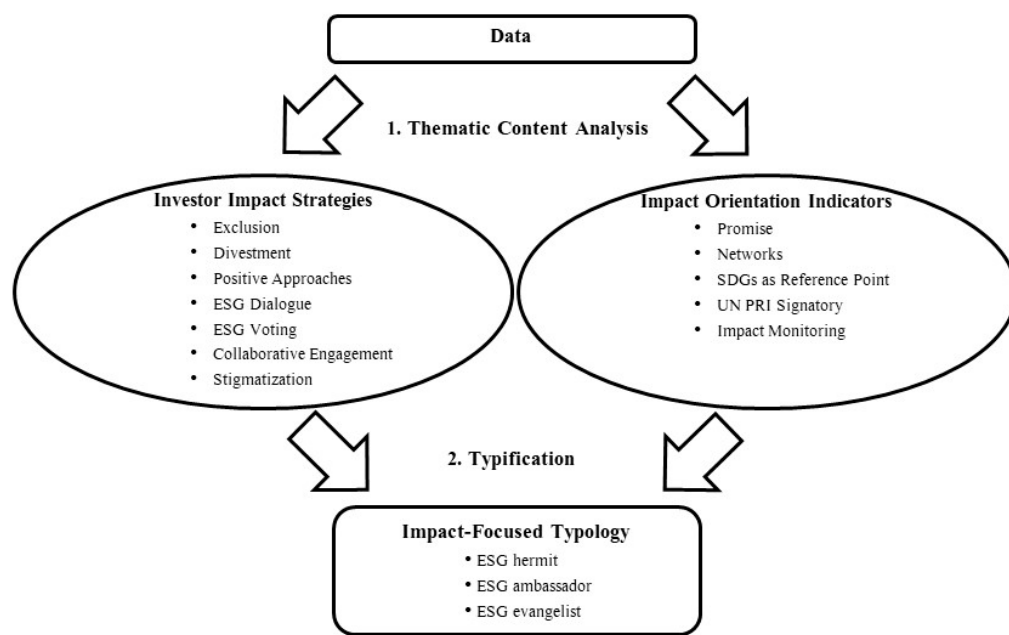 Data
1. Thematic Content Analysis
Investor Impact Strategies
• Exclusion
• Divestment
• Positive Approaches
• ESG Dialogue
• ESG Voting
• Collaborative Engagement
• Stigmatization
Impact Orientation Indicators
• Promise
• Networks
• SDGs as Reference Point
• UN PRI Signatory
• Impact Monitoring
2. Typification
Impact-Focused Typology
• ESG hermit
• ESG ambassador
• ESG evangelist